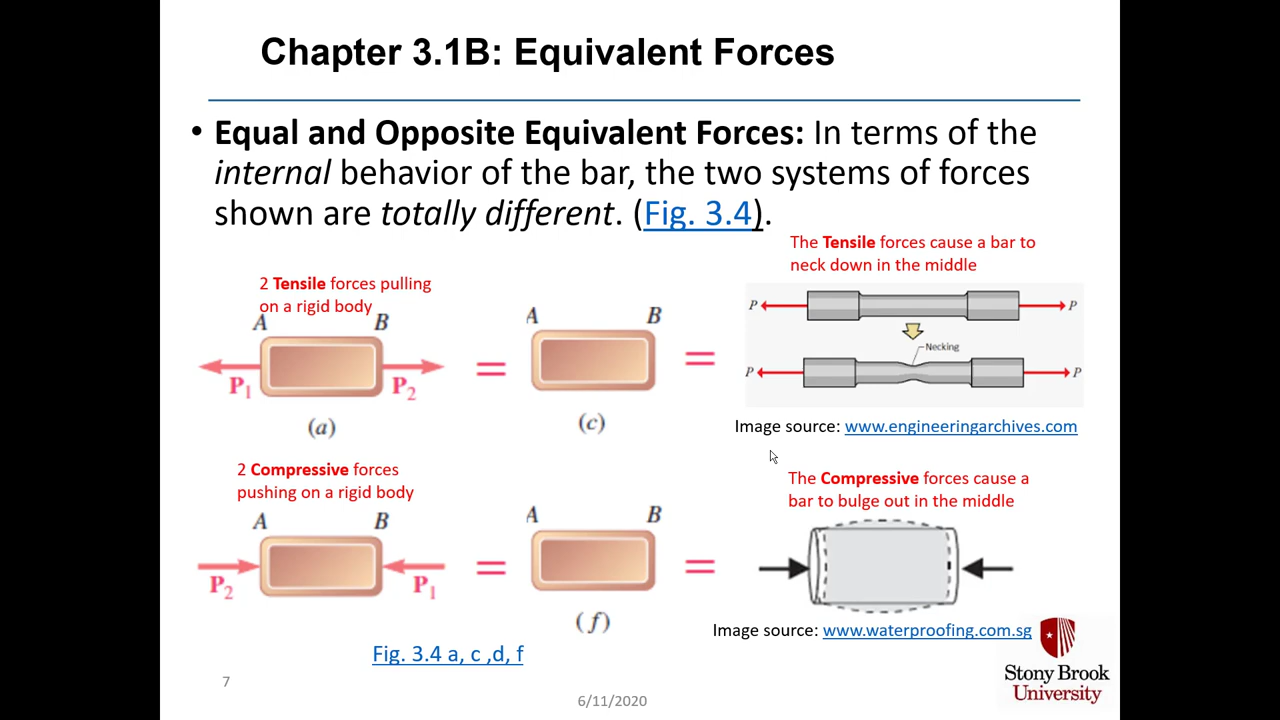 Chapter 3.1B: Equivalent Forces
• Equal and Opposite Equivalent Forces: In terms of the
internal behavior of the bar, the two systems of forces
shown are totally different. (Fig. 3.4).
The Tensile forces cause a bar to
neck down in the middle
2 Tensile forces pulling
on a rigid body
A B
A B
P P
Necking
P P
P1 P2
=
=
(a)
(c)
Image source: www.engineeringarchives.com
2 Compressive forces
pushing on a rigid body
The Compressive forces cause a
bar to bulge out in the middle
A B
A B
=
=
P2 P1
(f)
Image source: www.waterproofing.com.sg
Fig. 3.4 a, c ,d, f
Stony Brook
University
7
6/11/2020